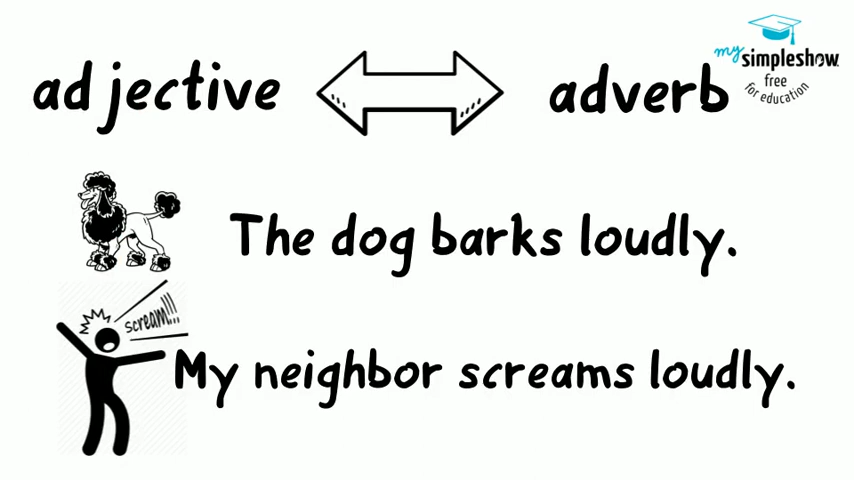 adjective adverb
my
simpleshow
free
for education
The dog barks loudly.
scream!!!
My neighbor screams loudly.